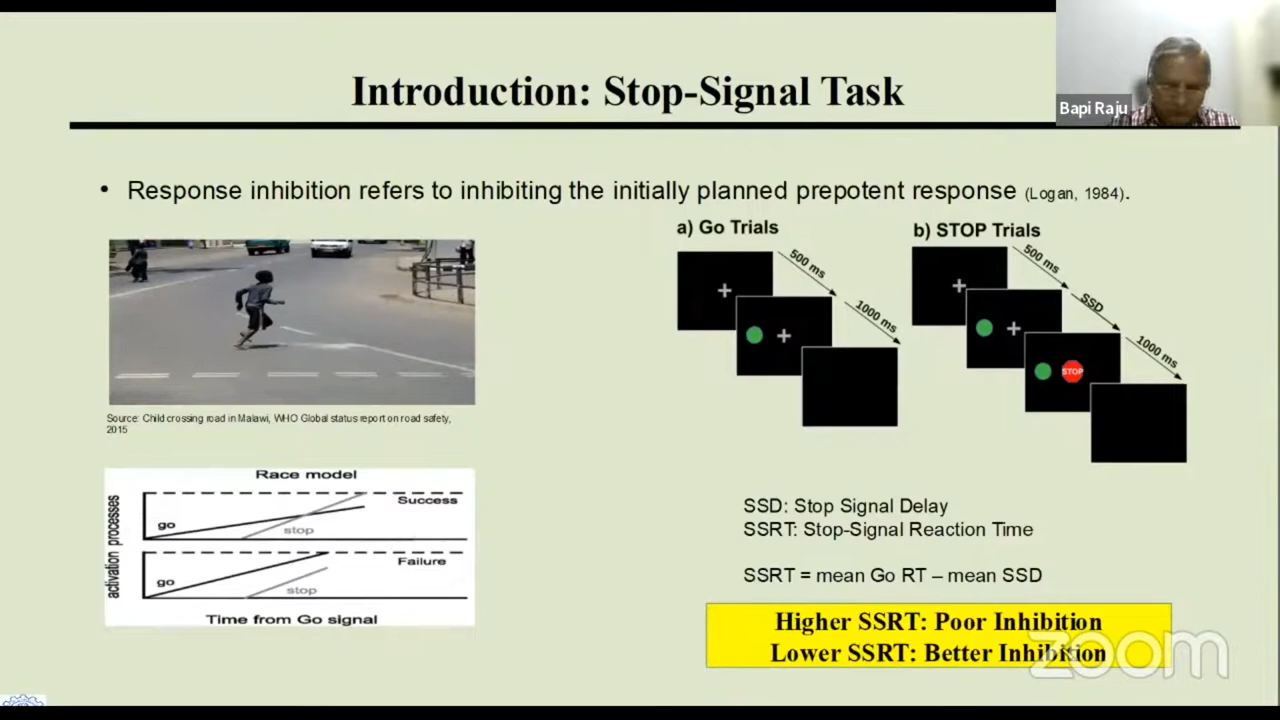 Introduction: Stop-Signal Task
Bapi Raju
• Response inhibition refers to inhibiting the initially planned prepotent response (Logan, 1984).
Source: Child crossing road in Malawi, WHO Global status report on road safety,
2015
a) Go Trials
500 ms
1000 ms
b) STOP Trials
500 ms
SSD
1000 ms
STOP
Race model
activation processes
Success
go
stop
Failure
go
stop
Time from Go signal
SSD: Stop Signal Delay
SSRT: Stop-Signal Reaction Time
SSRT = mean Go RT – mean SSD
Higher SSRT: Poor Inhibition
Lower SSRT: Better Inhibition
zoom